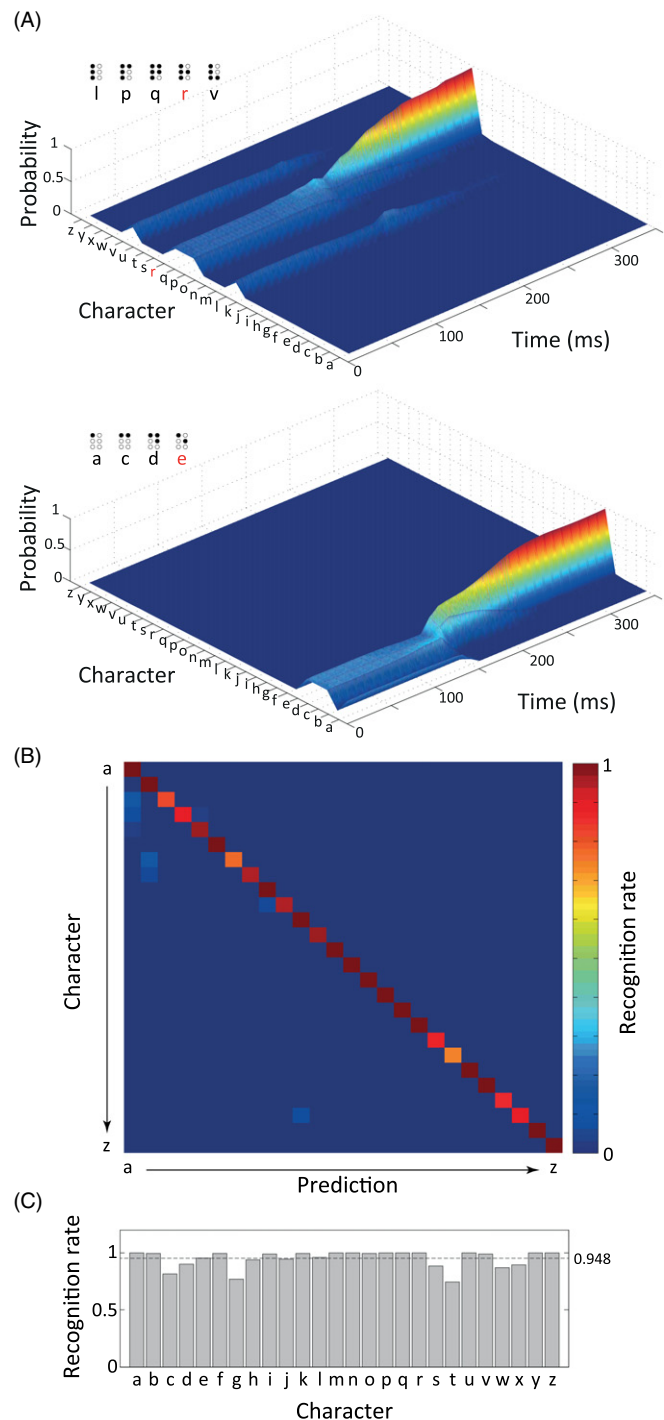 (A)
l p q r v
Probability
1
0.5
0
z y x w v u t s r q p o n m l k j i h g f e d c b a
Character
0 100 200 300
Time (ms)
a c d e
Probability
1
0.5
0
z y x w v u t s r q p o n m l k j i h g f e d c b a
Character
0 100 200 300
Time (ms)
(B)
a
Character
z
a z
Prediction
1
Recognition rate
0
(C)
Recognition rate
1
0.5
0
0.948
a b c d e f g h i j k l m n o p q r s t u v w x y z
Character